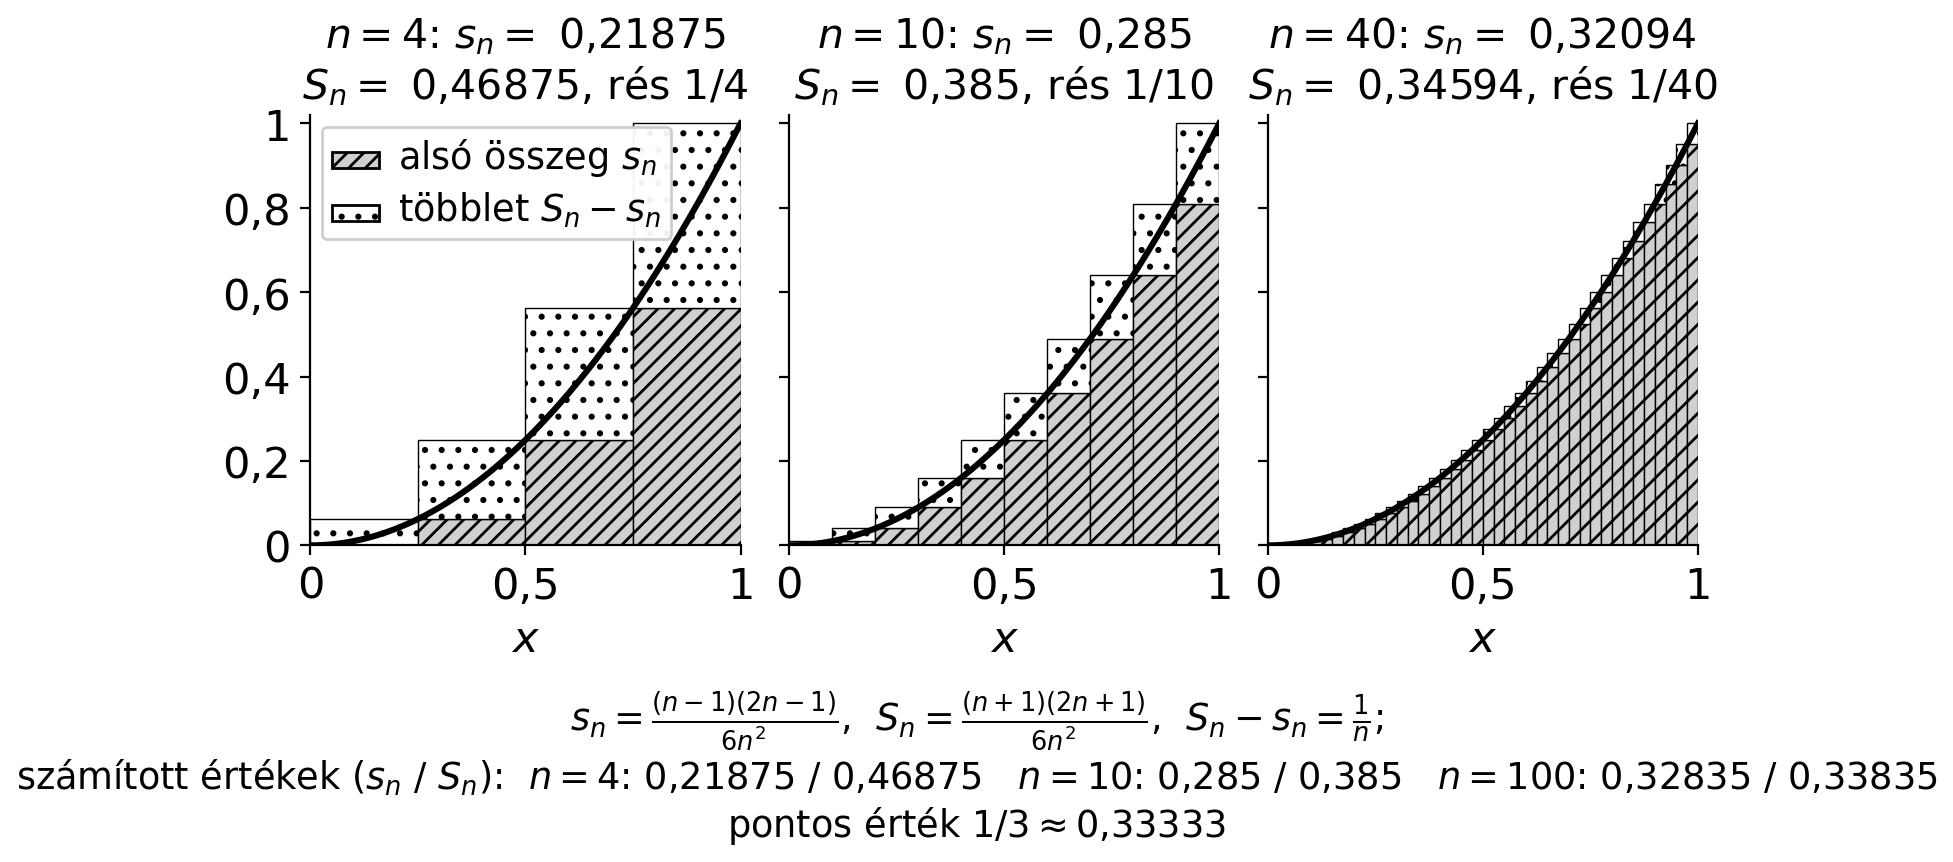 n = 4: sₙ = 0,21875
Sₙ = 0,46875, rés 1/4
n = 10: sₙ = 0,285
Sₙ = 0,385, rés 1/10
n = 40: sₙ = 0,32094
Sₙ = 0,34594, rés 1/40
alsó összeg sₙ
többlet Sₙ − sₙ
1
0,8
0,6
0,4
0,2
0
0 0,5 1
0 0,5 1
0 0,5 1
x x x
sₙ = (n−1)(2n−1)/6n², Sₙ = (n+1)(2n+1)/6n², Sₙ − sₙ = 1/n;
számított értékek (sₙ / Sₙ): n = 4: 0,21875 / 0,46875 n = 10: 0,285 / 0,385 n = 100: 0,32835 / 0,33835
pontos érték 1/3 ≈ 0,33333